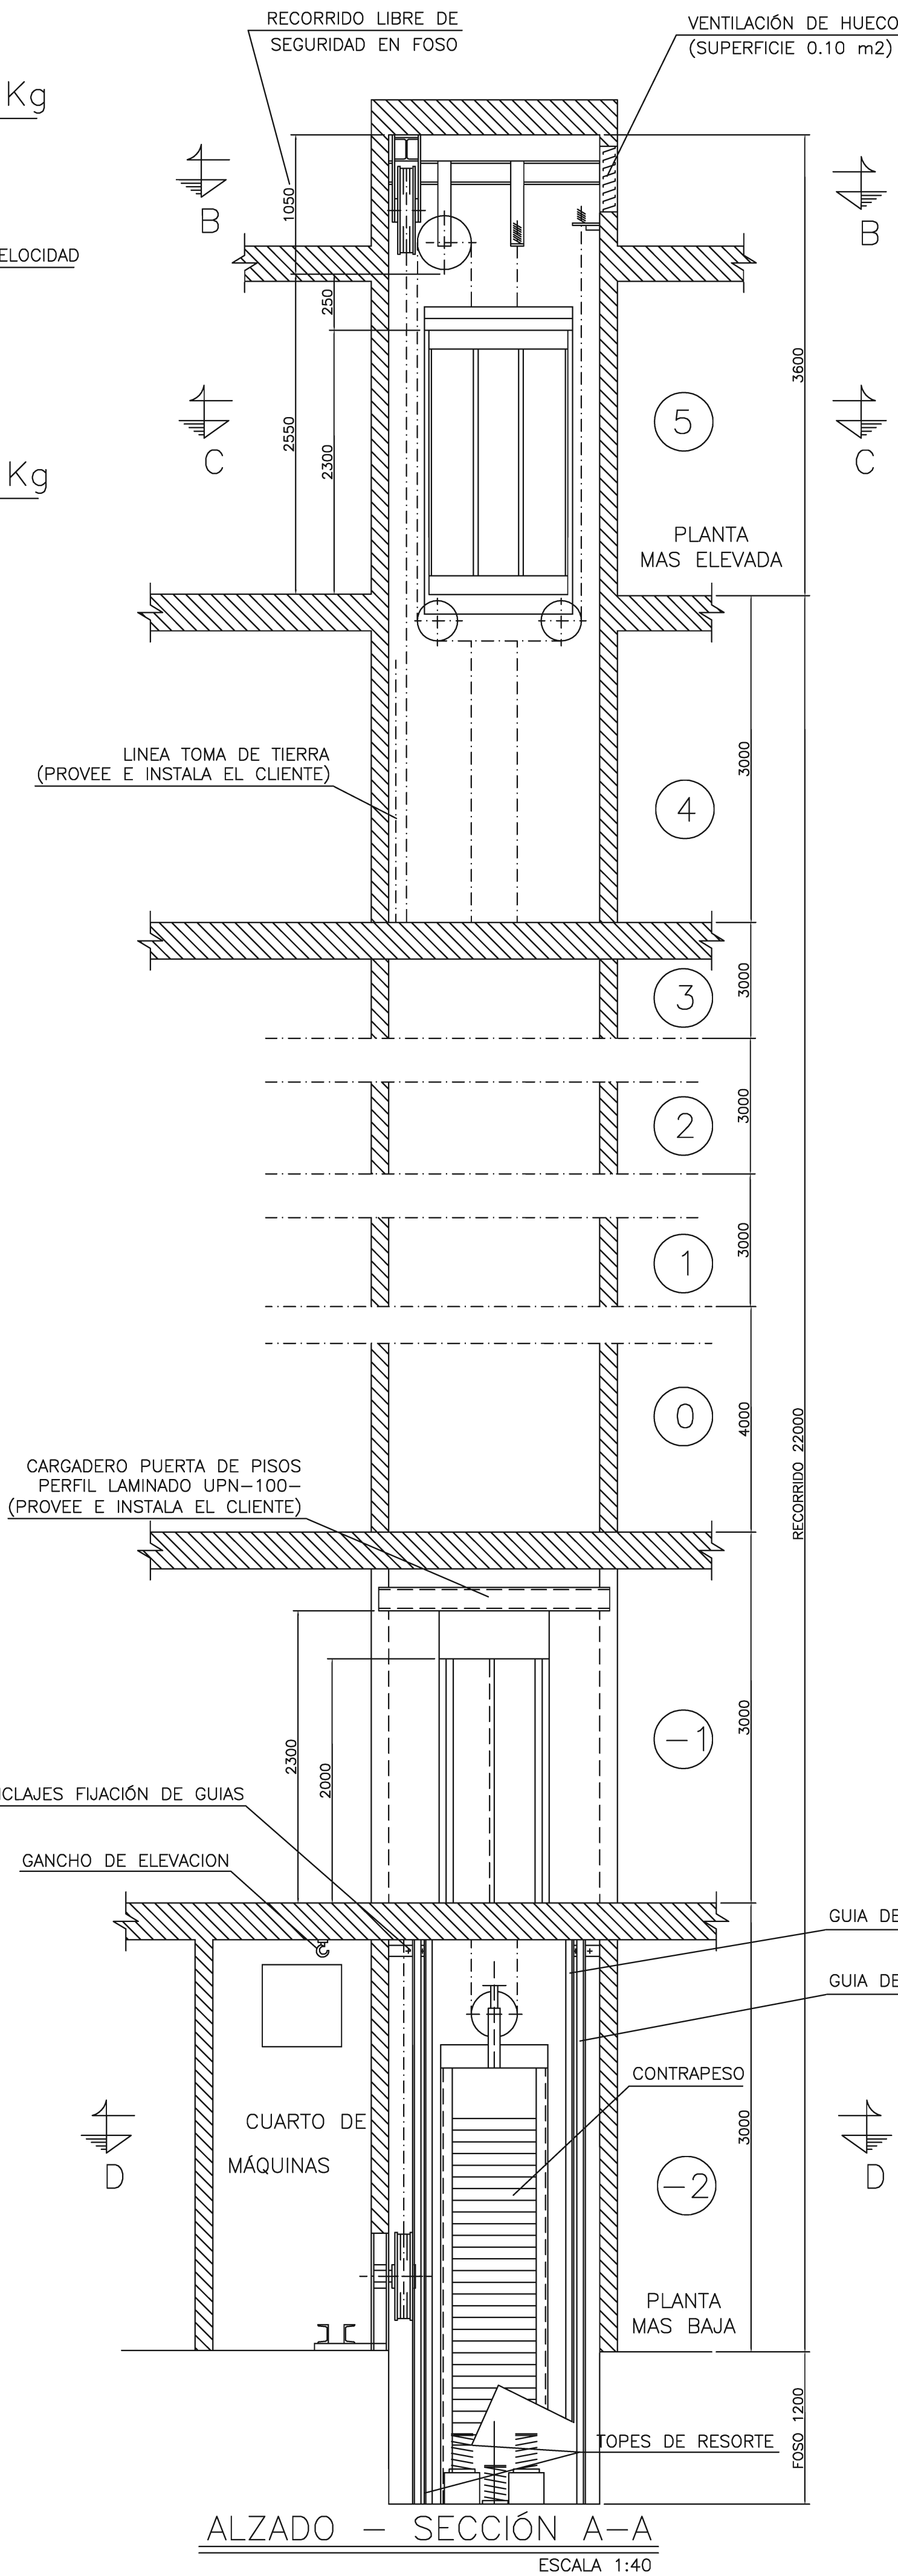 RECORRIDO LIBRE DE
SEGURIDAD EN FOSO
VENTILACIÓN DE HUECO
(SUPERFICIE 0.10 m2)
Kg
B
B
1050
ELOCIDAD
250
3600
C
C
2550
2300
5
Kg
PLANTA
MAS ELEVADA
LINEA TOMA DE TIERRA
(PROVEE E INSTALA EL CLIENTE)
3000
4
3
3000
2
3000
1
3000
0
4000
RECORRIDO 22000
CARGADERO PUERTA DE PISOS
PERFIL LAMINADO UPN-100-
(PROVEE E INSTALA EL CLIENTE)
2300
2000
-1
3000
CLAJES FIJACIÓN DE GUIAS
GANCHO DE ELEVACION
GUIA DE
GUIA DE
CONTRAPESO
CUARTO DE
MÁQUINAS
D
D
3000
-2
PLANTA
MAS BAJA
FOSO 1200
TOPES DE RESORTE
ALZADO - SECCIÓN A-A
ESCALA 1:40